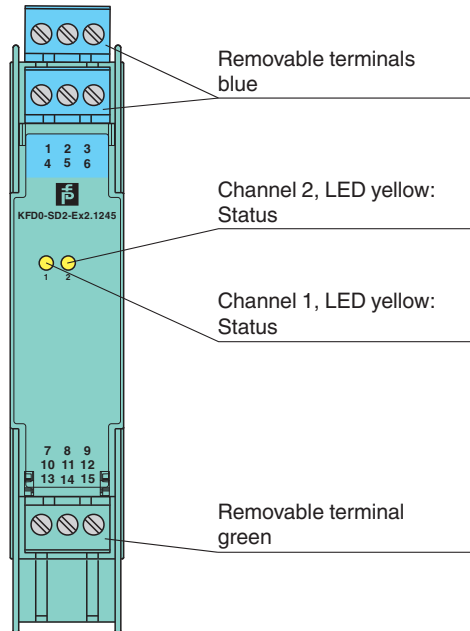 Removable terminals
blue
1 2 3
4 5 6
KFD0-SD2-Ex2.1245
Channel 2, LED yellow:
Status
1 2
Channel 1, LED yellow:
Status
7 8 9
10 11 12
13 14 15
Removable terminal
green